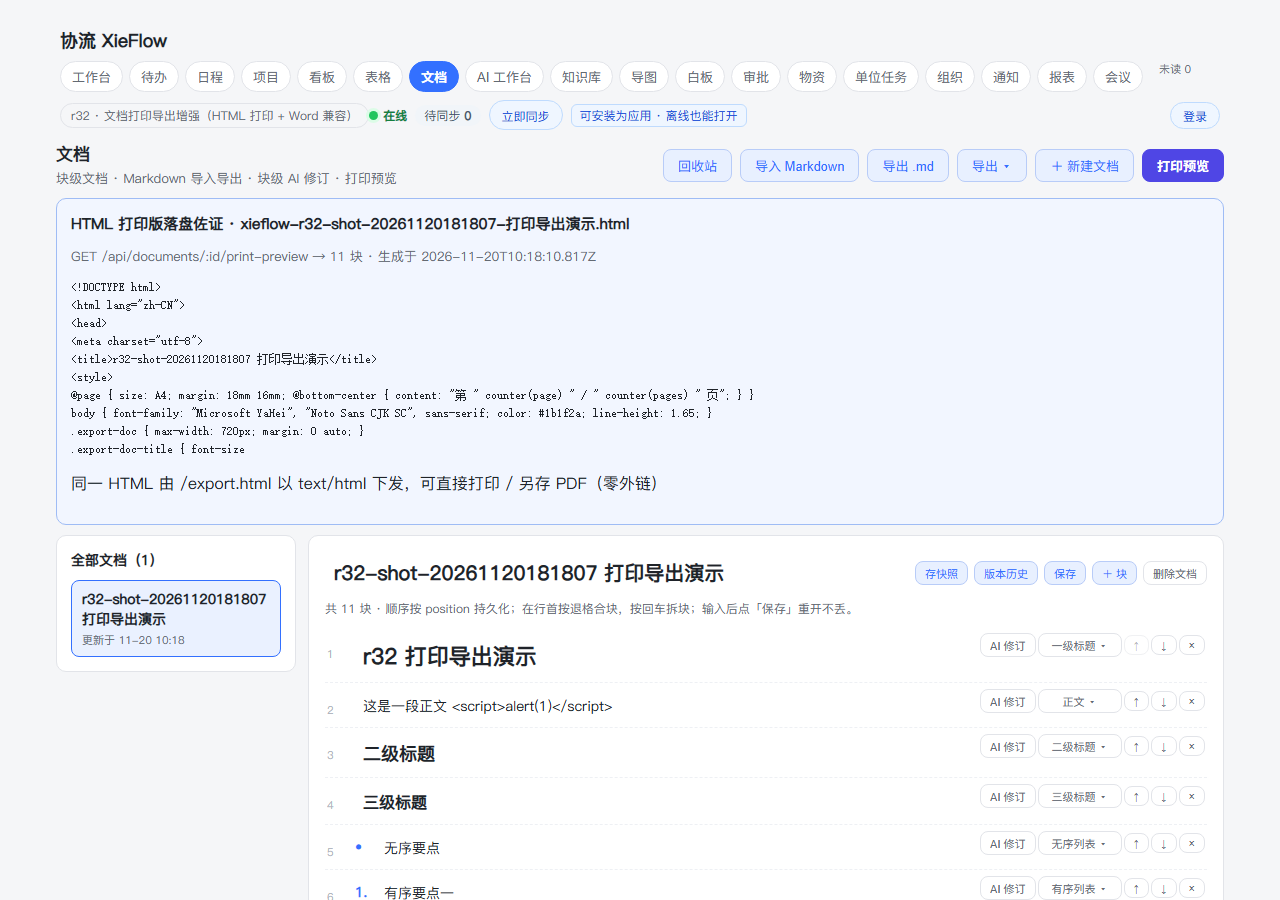 协流 XieFlow
工作台 待办 日程 项目 看板 表格 文档 AI 工作台 知识库 导图 白板 审批 物资 单位任务 组织 通知 报表 会议 未读 0
r32 · 文档打印导出增强（HTML 打印 + Word 兼容） 在线 待同步 0 立即同步 可安装为应用 · 离线也能打开 登录
文档
块级文档 · Markdown 导入导出 · 块级 AI 修订 · 打印预览
回收站 导入 Markdown 导出 .md 导出 ＋ 新建文档 打印预览
HTML 打印版落盘佐证 · xieflow-r32-shot-20261120181807-打印导出演示.html
GET /api/documents/:id/print-preview → 11 块 · 生成于 2026-11-20T10:18:10.817Z
<!DOCTYPE html>
<html lang="zh-CN">
<head>
<meta charset="utf-8">
<title>r32-shot-20261120181807 打印导出演示</title>
<style>
@page { size: A4; margin: 18mm 16mm; @bottom-center { content: "第 " counter(page) " / " counter(pages) " 页"; } }
body { font-family: "Microsoft YaHei", "Noto Sans CJK SC", sans-serif; color: #1b1f2a; line-height: 1.65; }
.export-doc { max-width: 720px; margin: 0 auto; }
.export-doc-title { font-size
同一 HTML 由 /export.html 以 text/html 下发，可直接打印 / 另存 PDF（零外链）
全部文档（1）
r32-shot-20261120181807
打印导出演示
更新于 11-20 10:18
r32-shot-20261120181807 打印导出演示 存快照 版本历史 保存 ＋ 块 删除文档
共 11 块 · 顺序按 position 持久化；在行首按退格合块，按回车拆块；输入后点「保存」重开不丢。
1 r32 打印导出演示 AI 修订 一级标题 ↑ ↓ ×
2 这是一段正文 <script>alert(1)</script> AI 修订 正文 ↑ ↓ ×
3 二级标题 AI 修订 二级标题 ↑ ↓ ×
4 三级标题 AI 修订 三级标题 ↑ ↓ ×
5 • 无序要点 AI 修订 无序列表 ↑ ↓ ×
6 1. 有序要点一 AI 修订 有序列表 ↑ ↓ ×